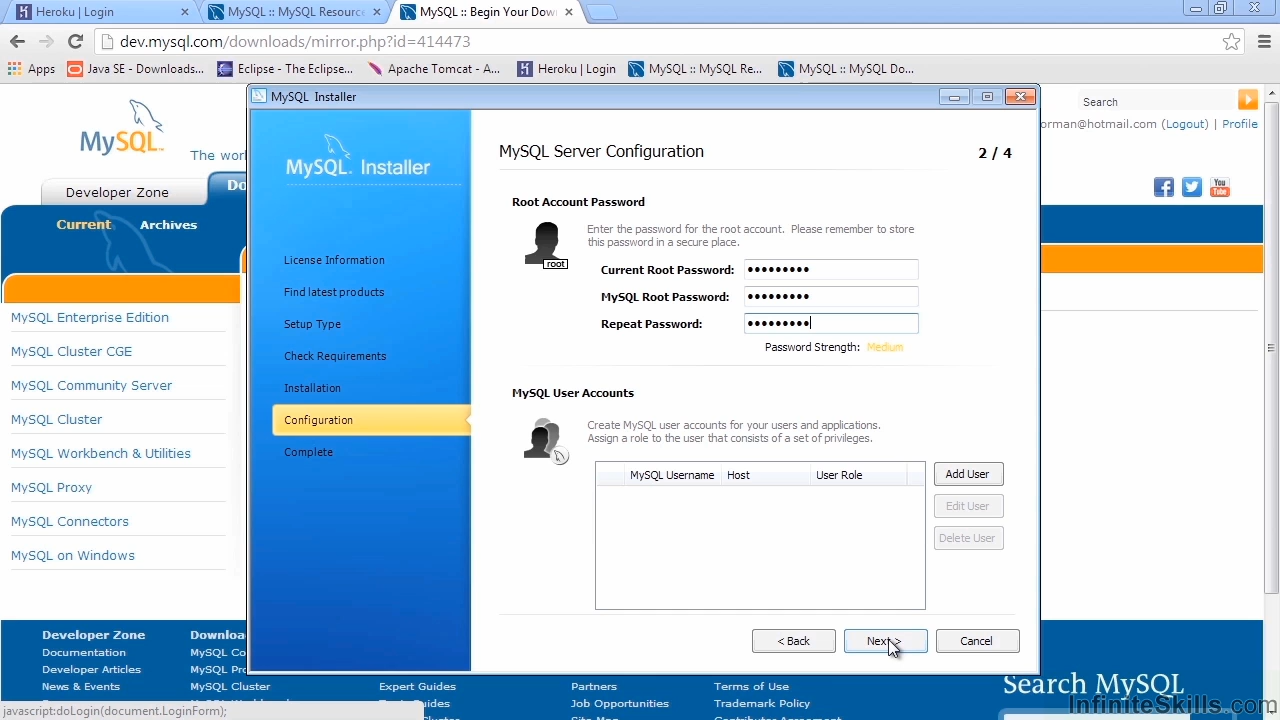 Heroku | Login
MySQL :: MySQL Resource
MySQL :: Begin Your Down
dev.mysql.com/downloads/mirror.php?id=414473
Apps
Java SE - Downloads...
Eclipse - The Eclipse...
Apache Tomcat - A...
Heroku | Login
MySQL :: MySQL Re...
MySQL :: MySQL Do...
MySQL Installer
Search
MySQL
The worl
orman@hotmail.com (Logout) | Profile
Developer Zone
Do
Current
Archives
MySQL Enterprise Edition
MySQL Cluster CGE
MySQL Community Server
MySQL Cluster
MySQL Workbench & Utilities
MySQL Proxy
MySQL Connectors
MySQL on Windows
MySQL Installer
License Information
Find latest products
Setup Type
Check Requirements
Installation
Configuration
Complete
MySQL Server Configuration
2 / 4
Root Account Password
root
Enter the password for the root account. Please remember to store
this password in a secure place.
Current Root Password: •••••••••
MySQL Root Password: •••••••••
Repeat Password: •••••••••
Password Strength: Medium
MySQL User Accounts
Create MySQL user accounts for your users and applications.
Assign a role to the user that consists of a set of privileges.
MySQL Username
Host
User Role
Add User
Edit User
Delete User
< Back
Next >
Cancel
You
Tube
Developer Zone
Documentation
Developer Articles
News & Events
Downloa
MySQL Co
MySQL Pro
MySQL Cluster
Expert Guides
Partners
Job Opportunities
Terms of Use
Trademark Policy
Search MySQL
javascript:doLogin(document.LoginForm);
InfiniteSkills.com